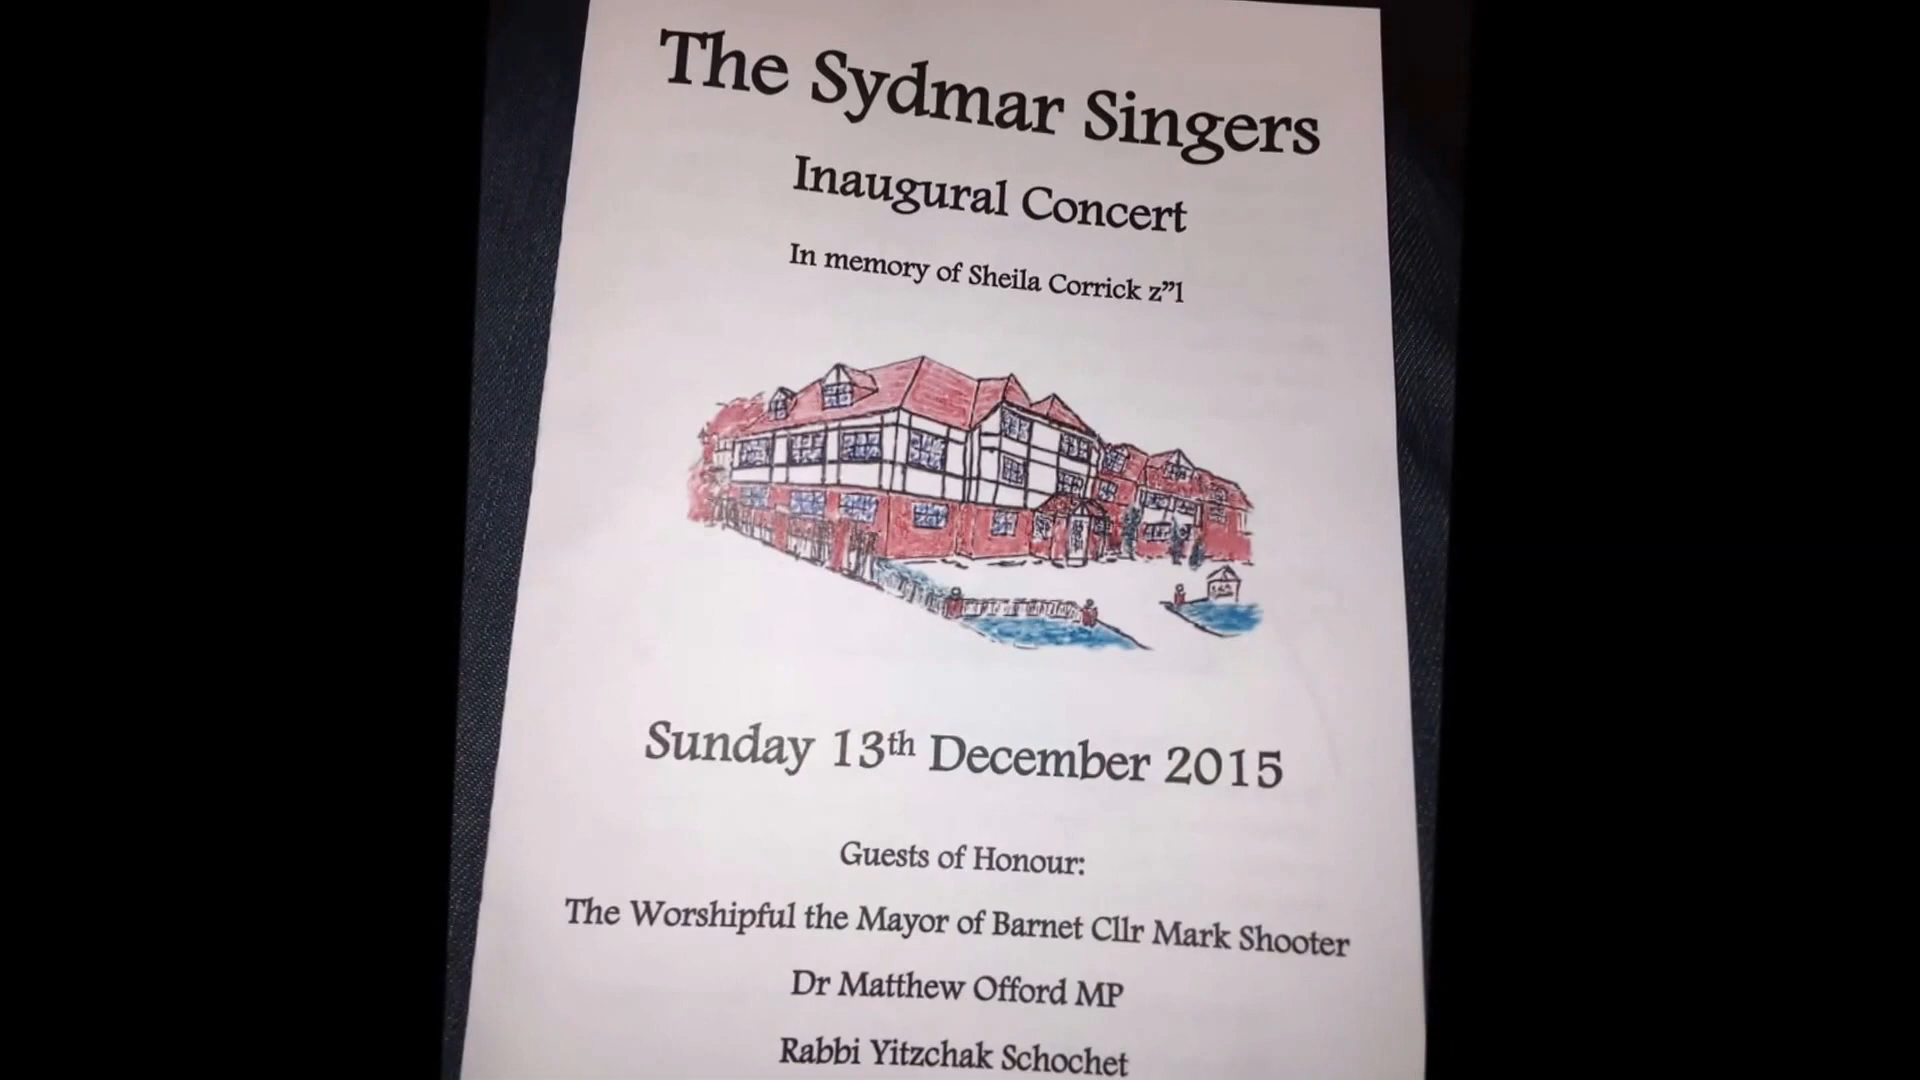 The Sydmar Singers
Inaugural Concert
In memory of Sheila Corrick z”l
Sunday 13th December 2015
Guests of Honour:
The Worshipful the Mayor of Barnet Cllr Mark Shooter
Dr Matthew Offord MP
Rabbi Yitzchak Schochet